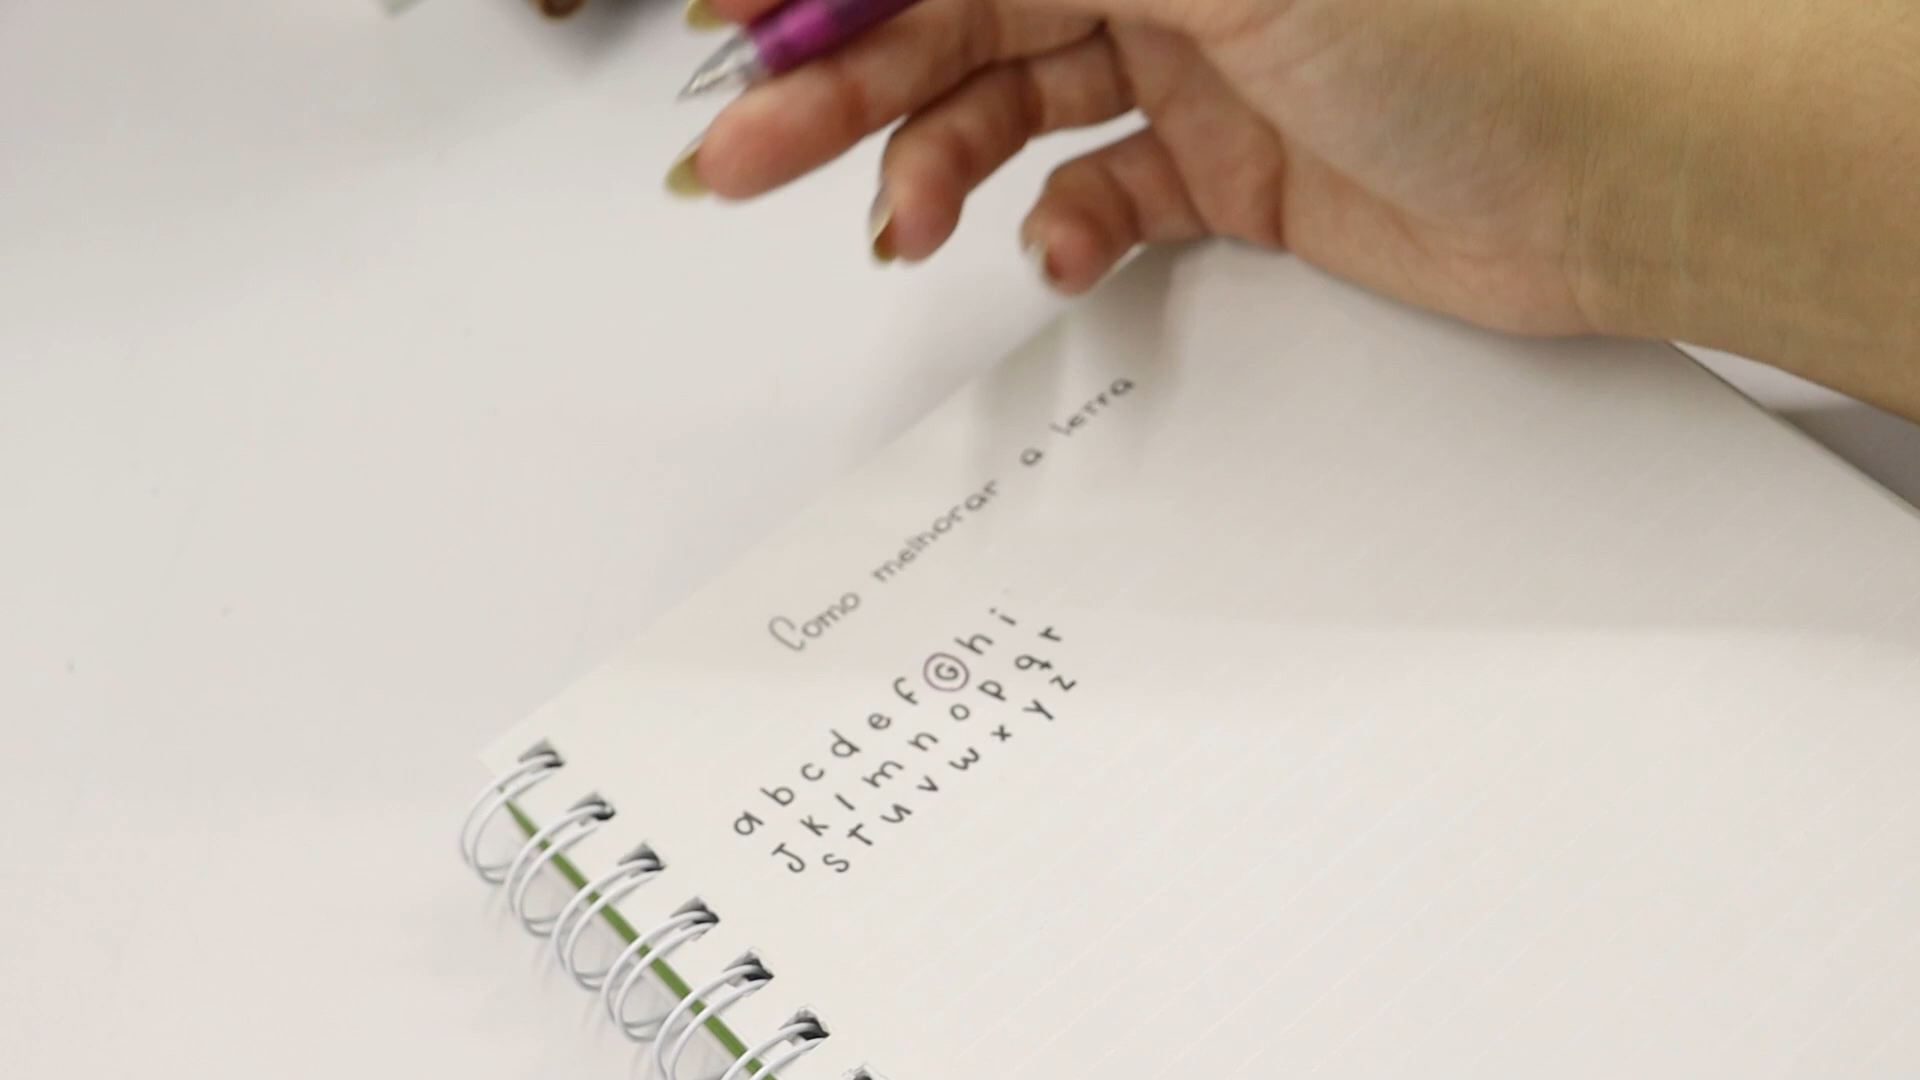 Como melhorar a letra
a b c d e f G h i
J k l m n o p q r
S T u v w x y z